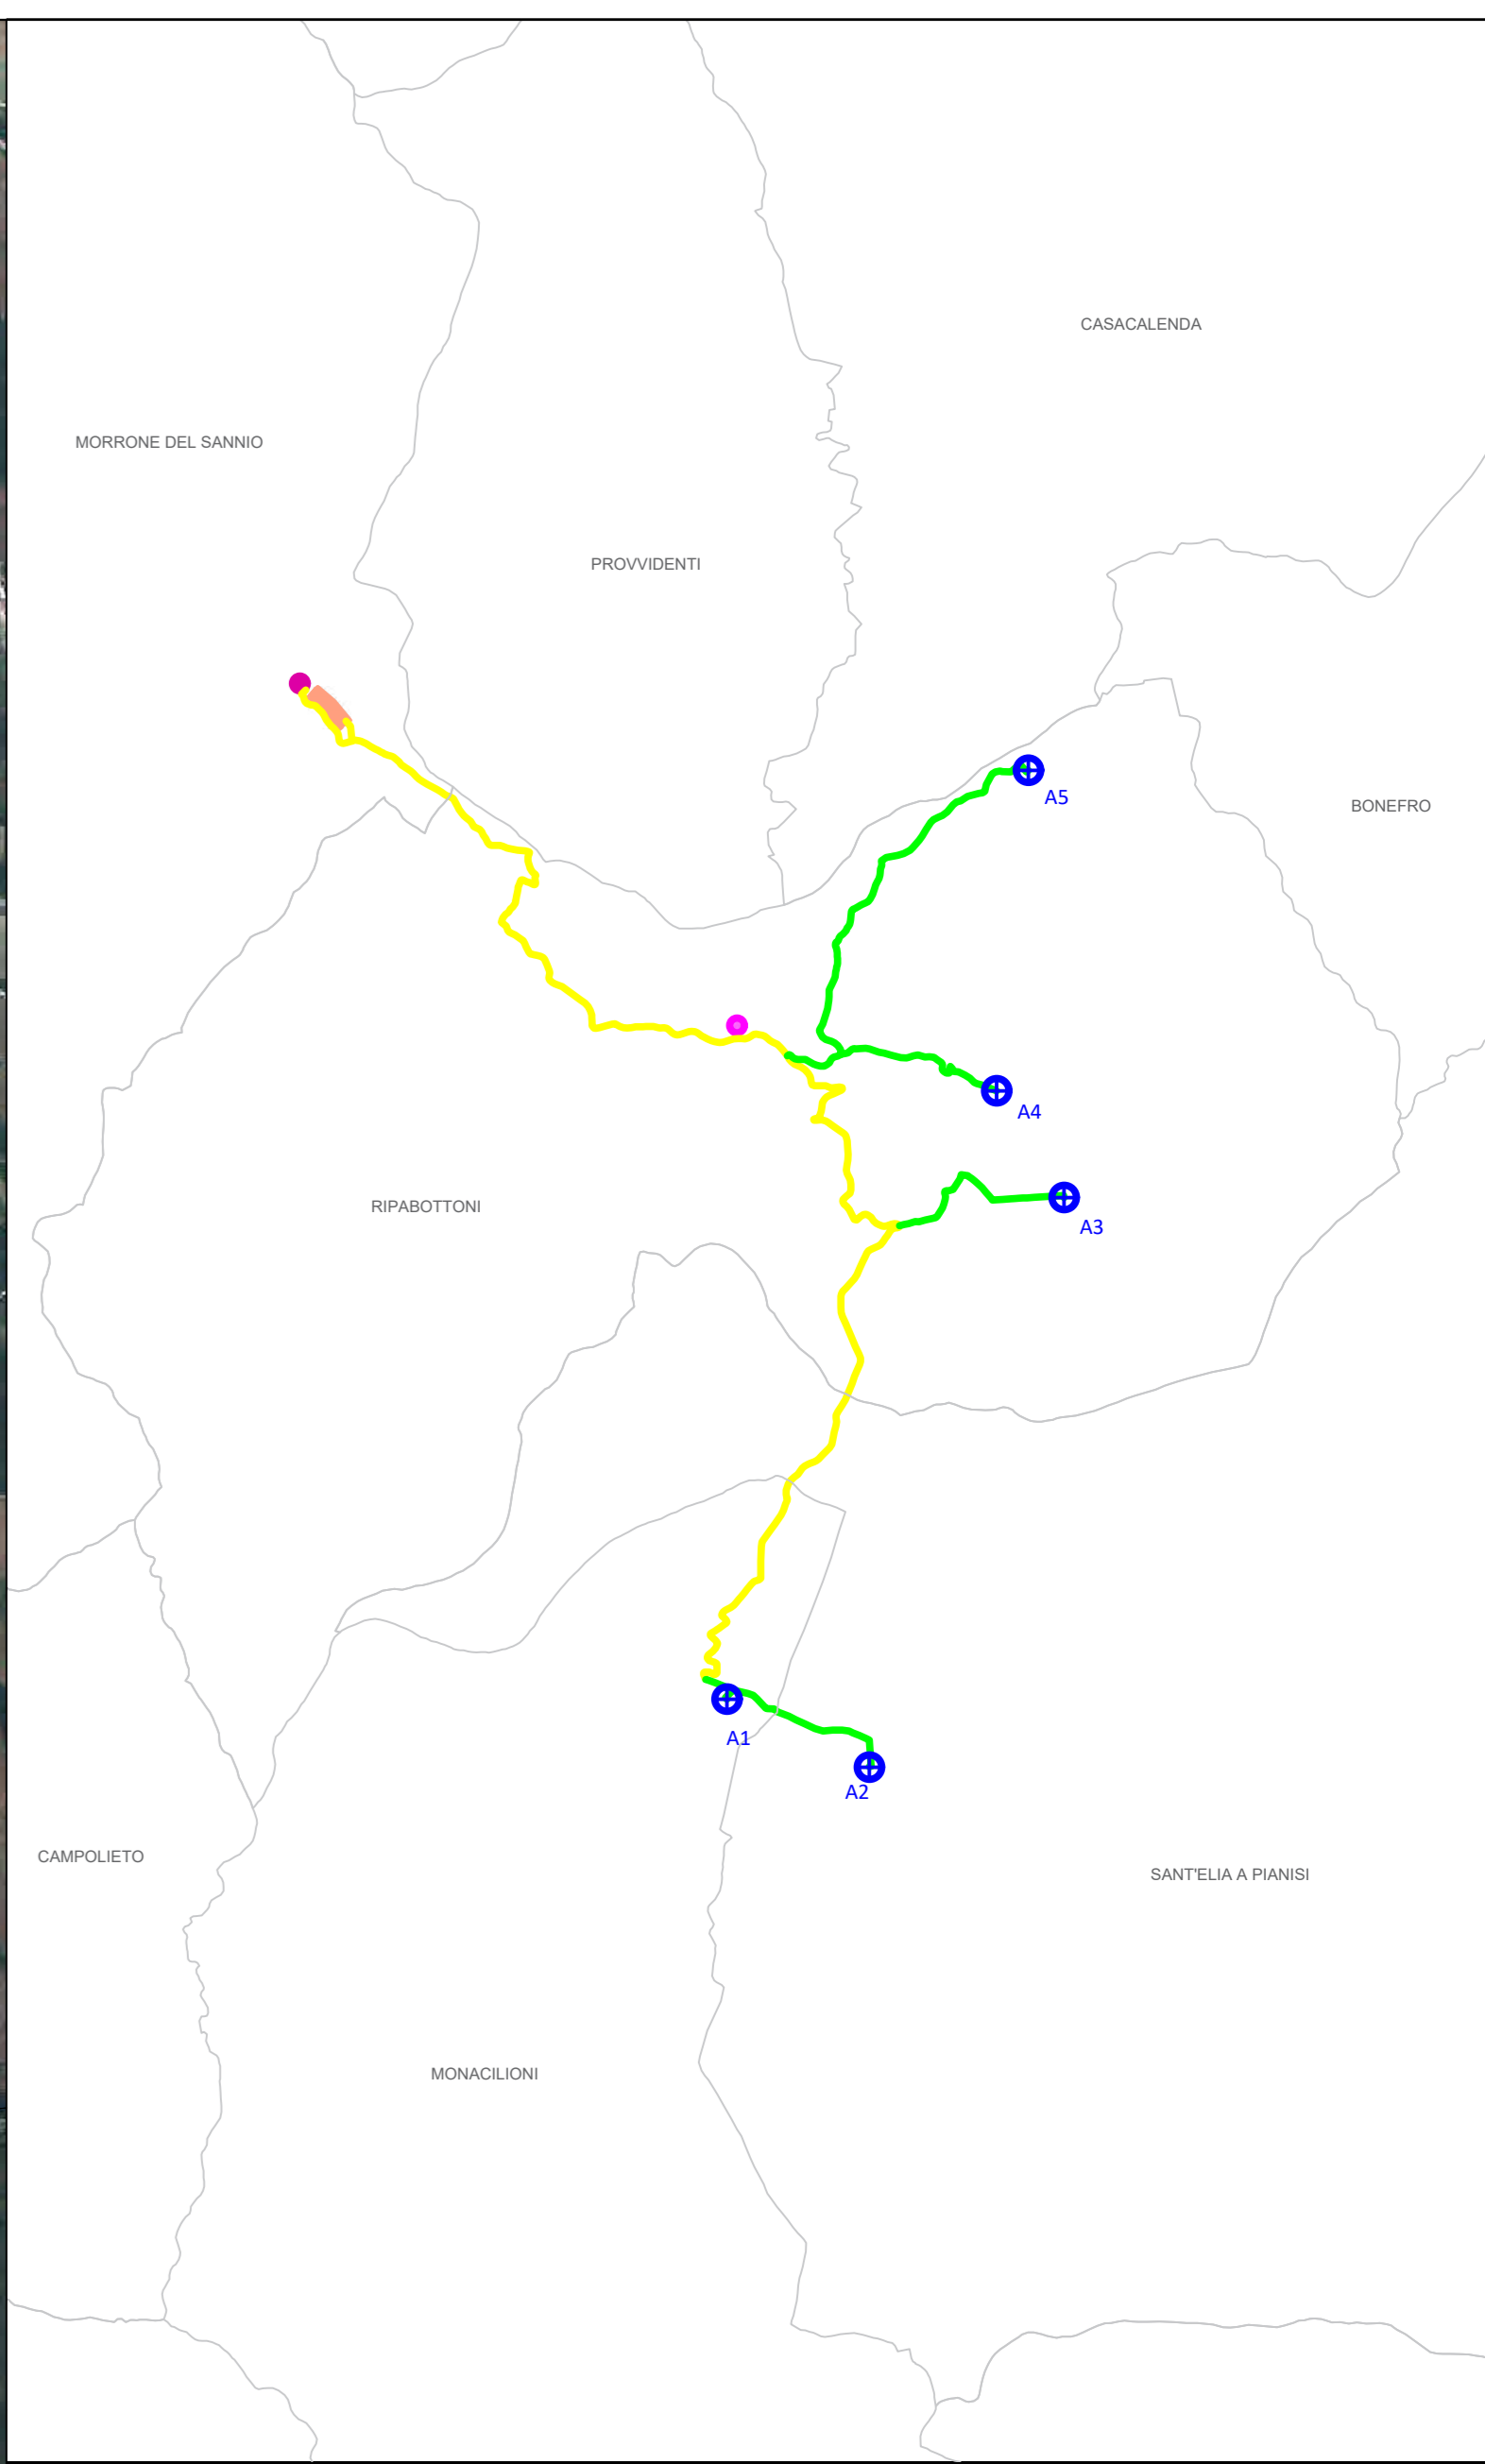 CASACALENDA
MORRONE DEL SANNIO
PROVVIDENTI
A5
BONEFRO
A4
RIPABOTTONI
A3
A1
A2
CAMPOLIETO
SANT'ELIA A PIANISI
MONACILIONI